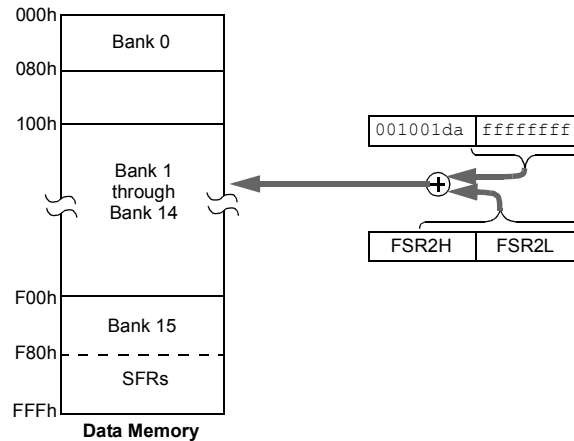 000h
Bank 0
080h
100h
Bank 1
through
Bank 14
F00h
Bank 15
F80h
SFRs
FFFh
Data Memory
001001da ffffffff
FSR2H FSR2L